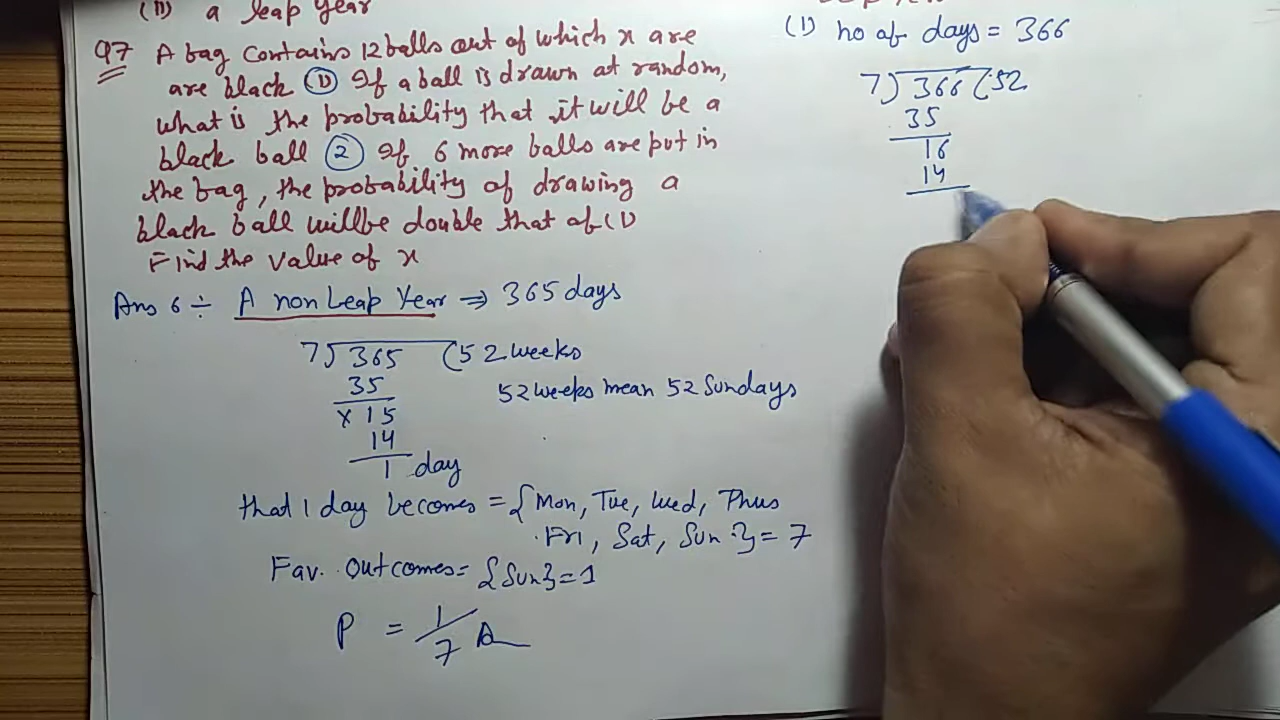 (II) a leap year
Q7 A bag contains 12 balls out of which x are
are black (1) If a ball is drawn at random,
what is the probability that it will be a
black ball (2) If 6 more balls are put in
the bag, the probability of drawing a
black ball will be double that of (1)
Find the value of x
Ans 6 ÷ A non Leap Year ⇒ 365 days
7) 365 (52 weeks
35
x 15
14
1 day
52 weeks mean 52 Sundays
that 1 day becomes = {Mon, Tue, Wed, Thus
Fri, Sat, Sun} = 7
Fav. Outcomes = {Sun} = 1
P = 1/7 A
(1) no of days = 366
7) 366 (52
35
16
14